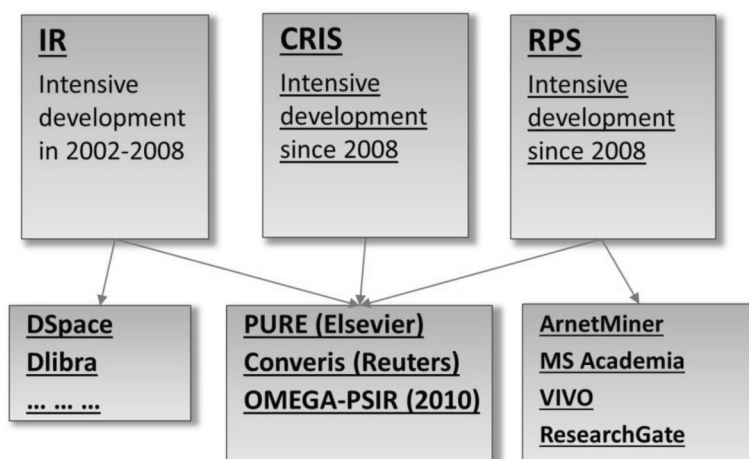 IR
Intensive
development
in 2002-2008
CRIS
Intensive
development
since 2008
RPS
Intensive
development
since 2008
DSpace
Dlibra
... ... ...
PURE (Elsevier)
Converis (Reuters)
OMEGA-PSIR (2010)
ArnetMiner
MS Academia
VIVO
ResearchGate